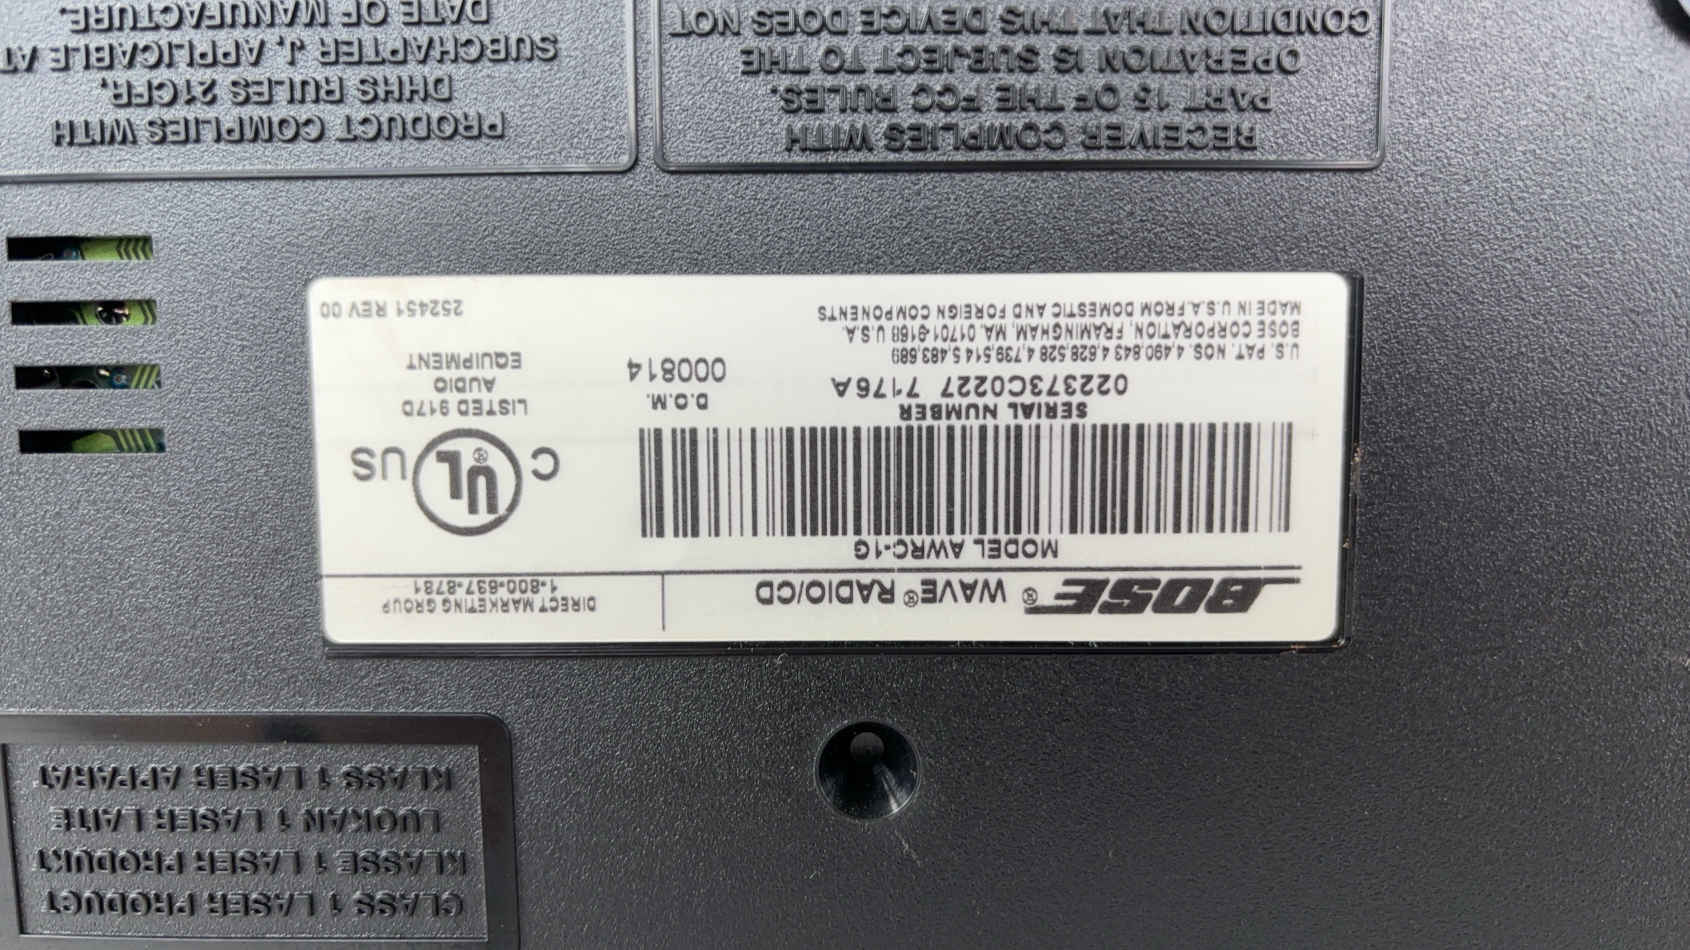 CLASS 1 LASER PRODUCT
KLASSE 1 LASER PRODUKT
LUOKAN 1 LASER LAITE
KLASS 1 LASER APPARAT
BOSE® WAVE® RADIO/CD
DIRECT MARKETING GROUP
1-800-637-8781
MODEL AWRC-1G
C UL® US
SERIAL NUMBER
022373C0227 7176A
D.O.M.
000814
LISTED 917D
AUDIO
EQUIPMENT
U.S. PAT. NOS. 4,490,843 4,628,528 4,739,514 5,483,689
BOSE CORPORATION, FRAMINGHAM, MA. 01701-9168 U.S.A.
MADE IN U.S.A. FROM DOMESTIC AND FOREIGN COMPONENTS
252451 REV 00
RECEIVER COMPLIES WITH
PART 15 OF THE FCC RULES.
OPERATION IS SUBJECT TO THE
CONDITION THAT THIS DEVICE DOES NOT
PRODUCT COMPLIES WITH
DHHS RULES 21CFR,
SUBCHAPTER J, APPLICABLE AT
DATE OF MANUFACTURE.